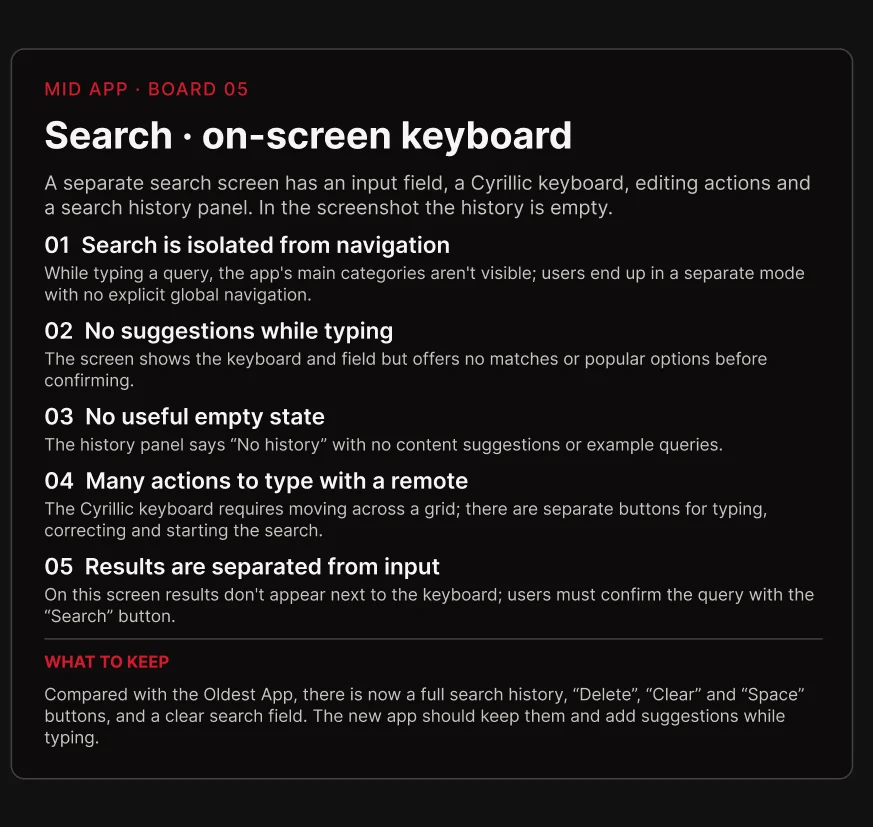 MID APP · BOARD 05
Search · on-screen keyboard
A separate search screen has an input field, a Cyrillic keyboard, editing actions and
a search history panel. In the screenshot the history is empty.
01 Search is isolated from navigation
While typing a query, the app's main categories aren't visible; users end up in a separate mode
with no explicit global navigation.
02 No suggestions while typing
The screen shows the keyboard and field but offers no matches or popular options before
confirming.
03 No useful empty state
The history panel says “No history” with no content suggestions or example queries.
04 Many actions to type with a remote
The Cyrillic keyboard requires moving across a grid; there are separate buttons for typing,
correcting and starting the search.
05 Results are separated from input
On this screen results don't appear next to the keyboard; users must confirm the query with the
“Search” button.
WHAT TO KEEP
Compared with the Oldest App, there is now a full search history, “Delete”, “Clear” and “Space”
buttons, and a clear search field. The new app should keep them and add suggestions while
typing.